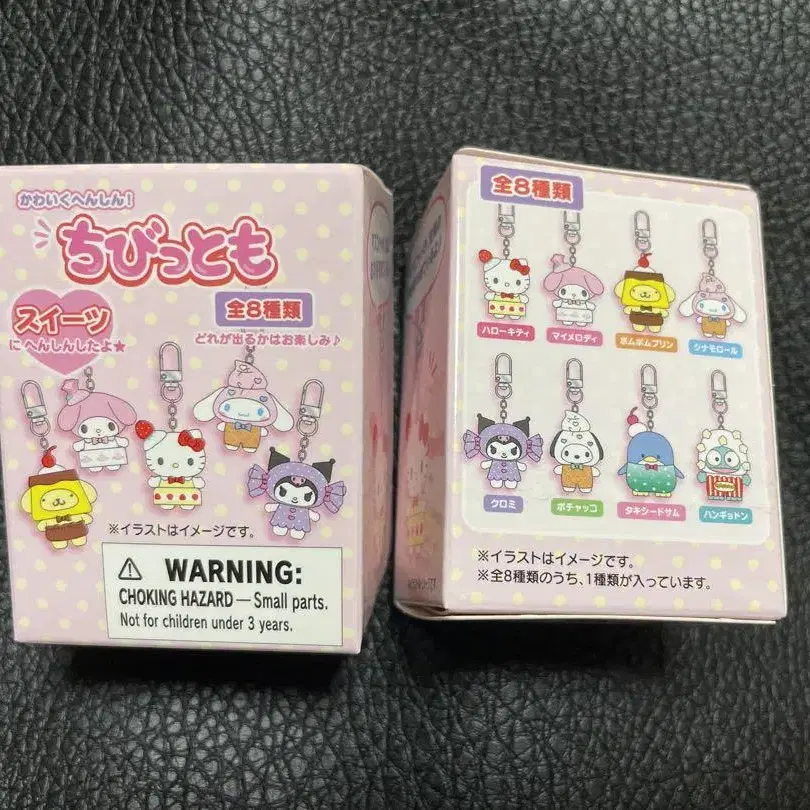 かわいくへんしん!
ちびっとも
スイーツ
にへんしんしたよ★
全8種類
どれが出るかはお楽しみ♪
※イラストはイメージです。
WARNING:
CHOKING HAZARD — Small parts.
Not for children under 3 years.
全8種類
ハローキティ
マイメロディ
ポムポムプリン
シナモロール
クロミ
ポチャッコ
タキシードサム
ハンギョドン
※イラストはイメージです。
※全8種類のうち、1種類が入っています。